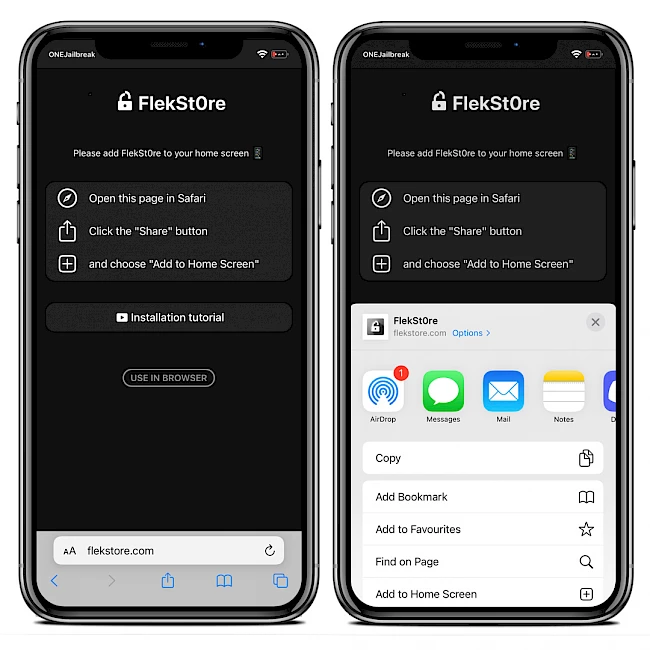 ONEJailbreak
FlekSt0re
Please add FlekSt0re to your home screen
Open this page in Safari
Click the "Share" button
and choose "Add to Home Screen"
Installation tutorial
USE IN BROWSER
AA flekstore.com
ONEJailbreak
FlekSt0re
Please add FlekSt0re to your home screen
Open this page in Safari
Click the "Share" button
and choose "Add to Home Screen"
FlekSt0re
flekstore.com Options >
1
AirDrop Messages Mail Notes D
Copy
Add Bookmark
Add to Favourites
Find on Page
Add to Home Screen